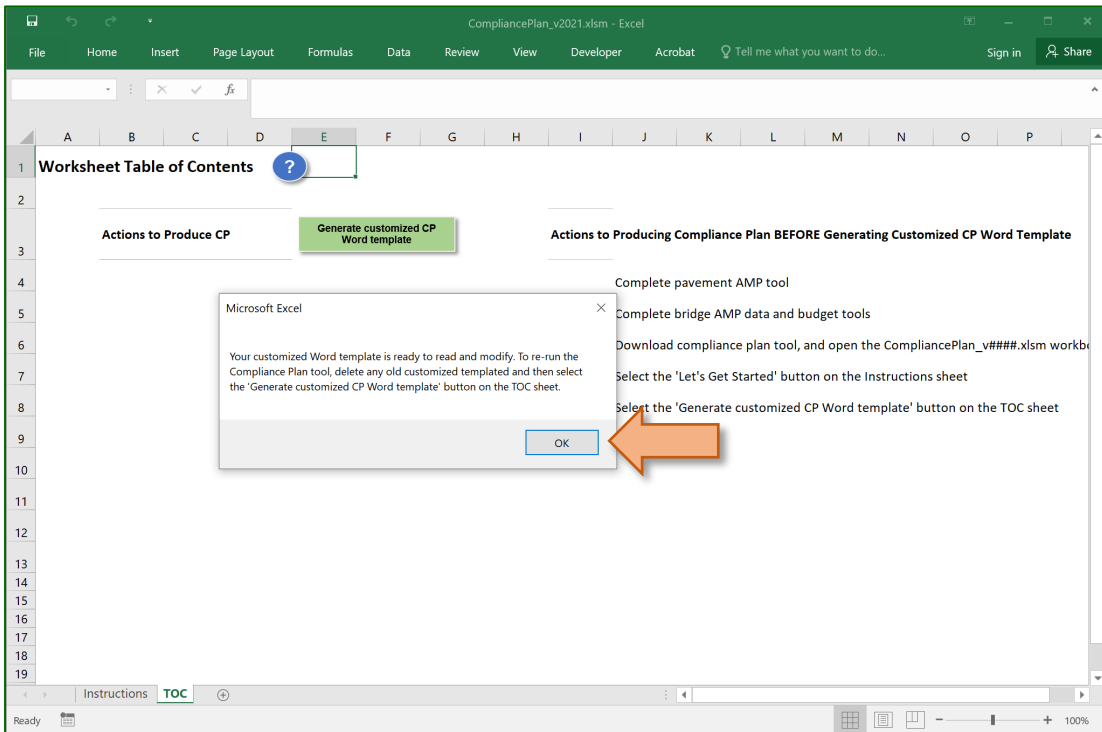 CompliancePlan_v2021.xlsm - Excel
File Home Insert Page Layout Formulas Data Review View Developer Acrobat Tell me what you want to do... Sign in Share
fx
A B C D E F G H I J K L M N O P
1 Worksheet Table of Contents ?
2
Actions to Produce CP
Generate customized CP
Word template
Actions to Producing Compliance Plan BEFORE Generating Customized CP Word Template
3
4 Complete pavement AMP tool
5 Complete bridge AMP data and budget tools
6 Download compliance plan tool, and open the CompliancePlan_v####.xlsm workbo
7 Select the 'Let's Get Started' button on the Instructions sheet
8 Select the 'Generate customized CP Word template' button on the TOC sheet
Microsoft Excel
Your customized Word template is ready to read and modify. To re-run the
Compliance Plan tool, delete any old customized templated and then select
the 'Generate customized CP Word template' button on the TOC sheet.
OK
9
10
11
12
13
14
15
16
17
18
19
Instructions TOC
Ready 100%